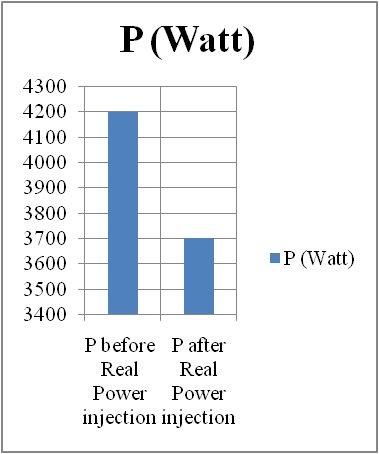 P (Watt)
4300
4200
4100
4000
3900
3800
3700
3600
3500
3400
P (Watt)
P before
Real
Power
injection
P after
Real
Power
injection